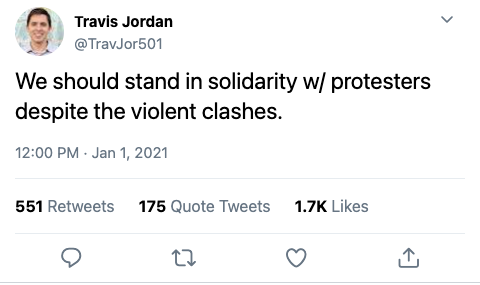 Travis Jordan
@TravJor501
We should stand in solidarity w/ protesters
despite the violent clashes.
12:00 PM · Jan 1, 2021
551 Retweets 175 Quote Tweets 1.7K Likes